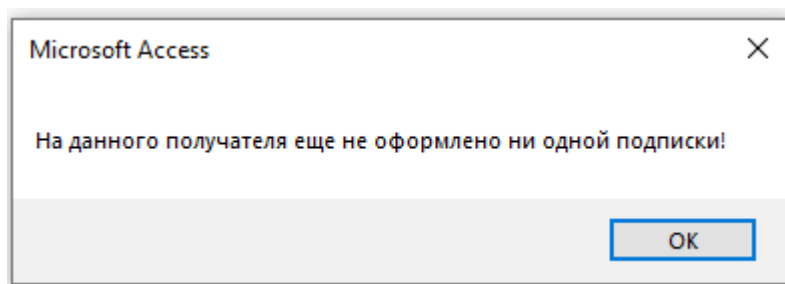 Microsoft Access
На данного получателя еще не оформлено ни одной подписки!
OK